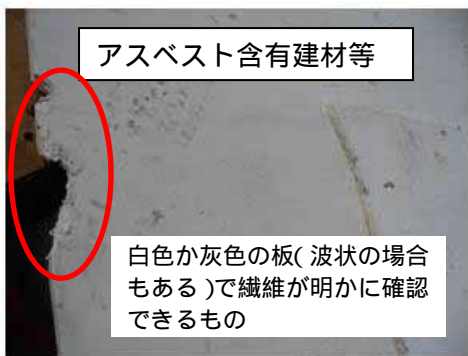 アスベスト含有建材等
白色か灰色の板(波状の場合
もある)で繊維が明かに確認
できるもの